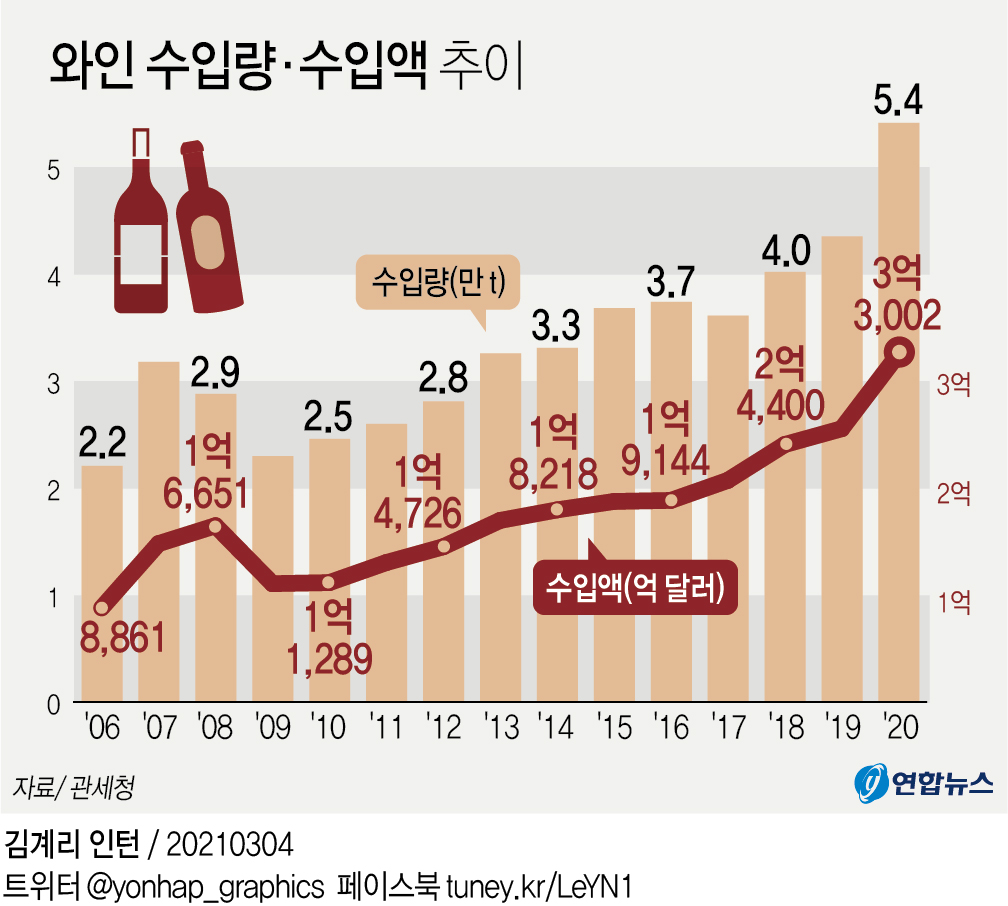 와인 수입량·수입액 추이
5.4
5
4
3
2
1
0
수입량(만 t)
2.2
2.9
2.5
2.8
3.3
3.7
4.0
3억
3,002
2억
4,400
1억
9,144
1억
8,218
1억
4,726
1억
6,651
8,861
1억
1,289
수입액(억 달러)
3억
2억
1억
'06 '07 '08 '09 '10 '11 '12 '13 '14 '15 '16 '17 '18 '19 '20
자료/ 관세청
연합뉴스
김계리 인턴 / 20210304
트위터 @yonhap_graphics 페이스북 tuney.kr/LeYN1